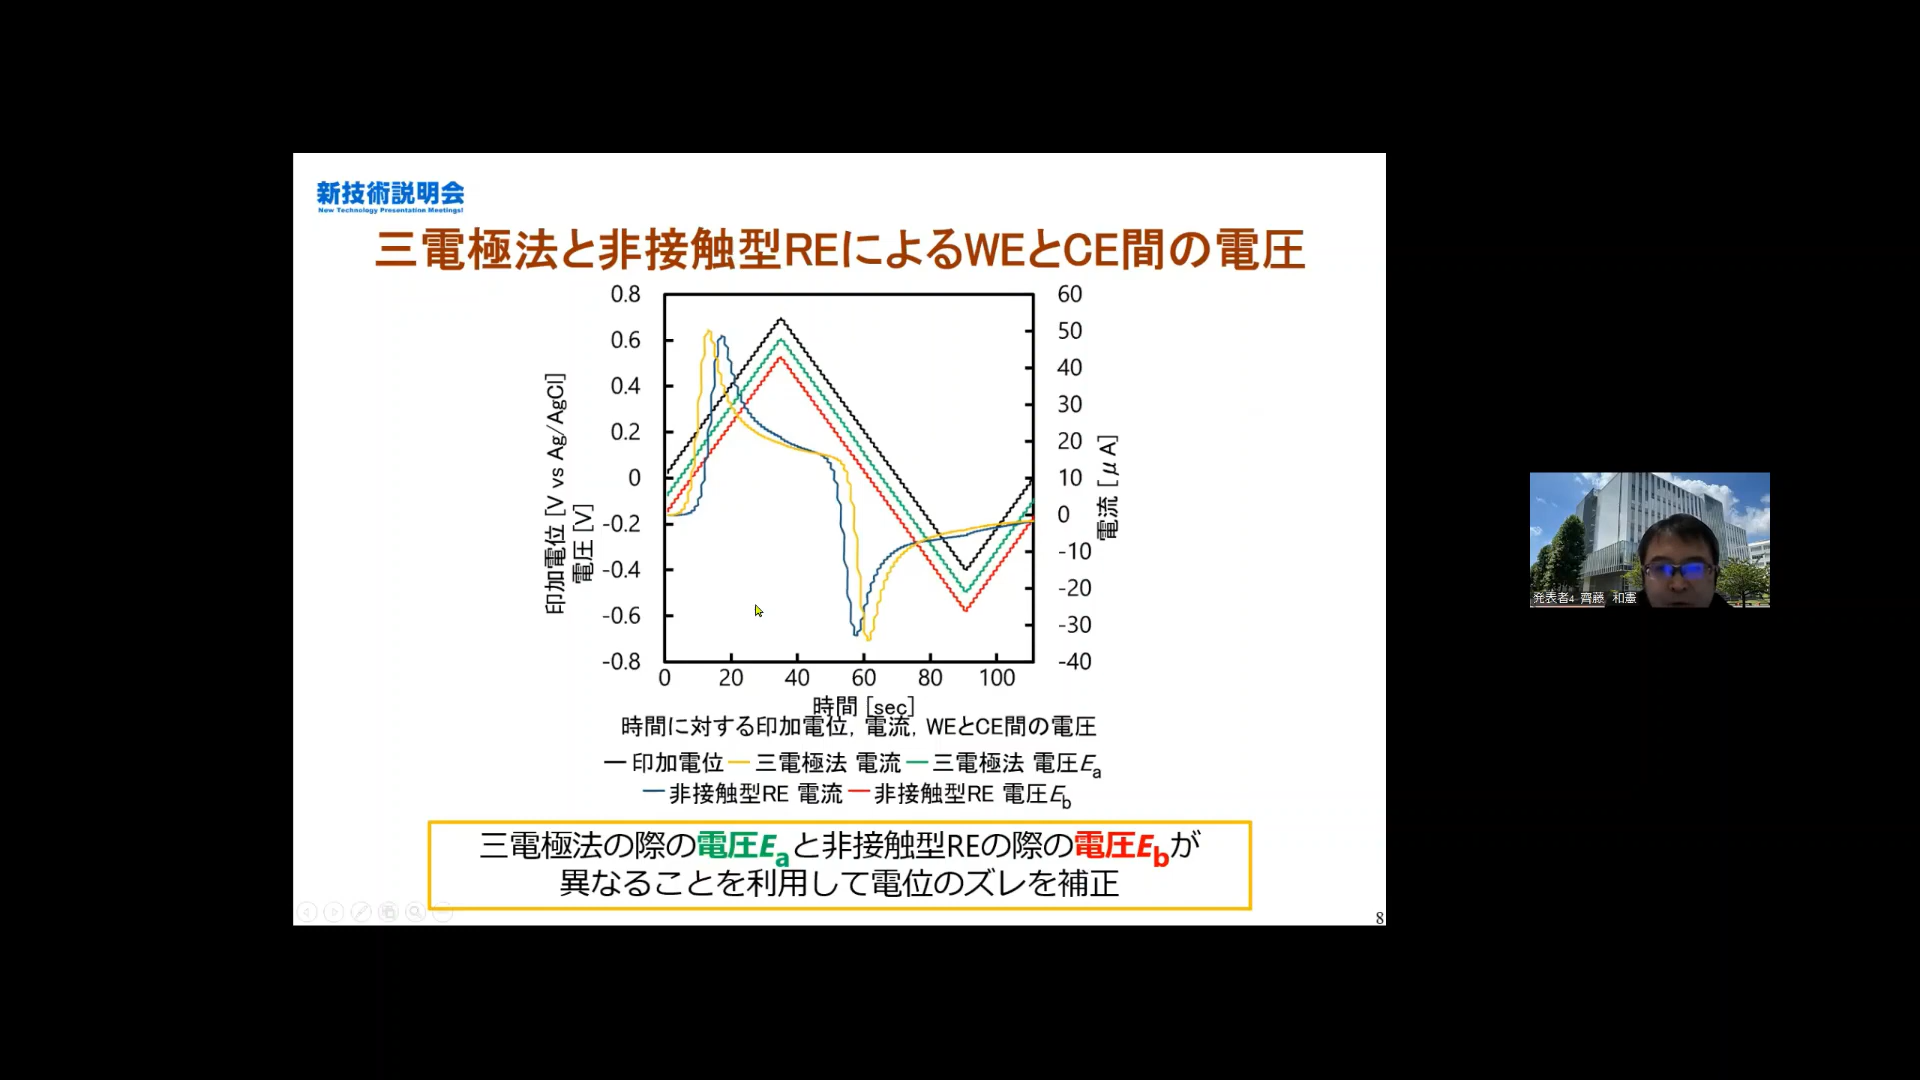 新技術説明会
New Technology Presentation Meetings!
三電極法と非接触型REによるWEとCE間の電圧
0.8
0.6
0.4
0.2
0
-0.2
-0.4
-0.6
-0.8
印加電位 [V vs Ag/AgCl]
電圧 [V]
60
50
40
30
20
10
0
-10
-20
-30
-40
電流 [μA]
0 20 40 60 80 100
時間 [sec]
時間に対する印加電位, 電流, WEとCE間の電圧
印加電位 三電極法 電流 三電極法 電圧Ea
非接触型RE 電流 非接触型RE 電圧Eb
三電極法の際の電圧Eaと非接触型REの際の電圧Ebが
異なることを利用して電位のズレを補正
8
発表者4 齊藤 和憲